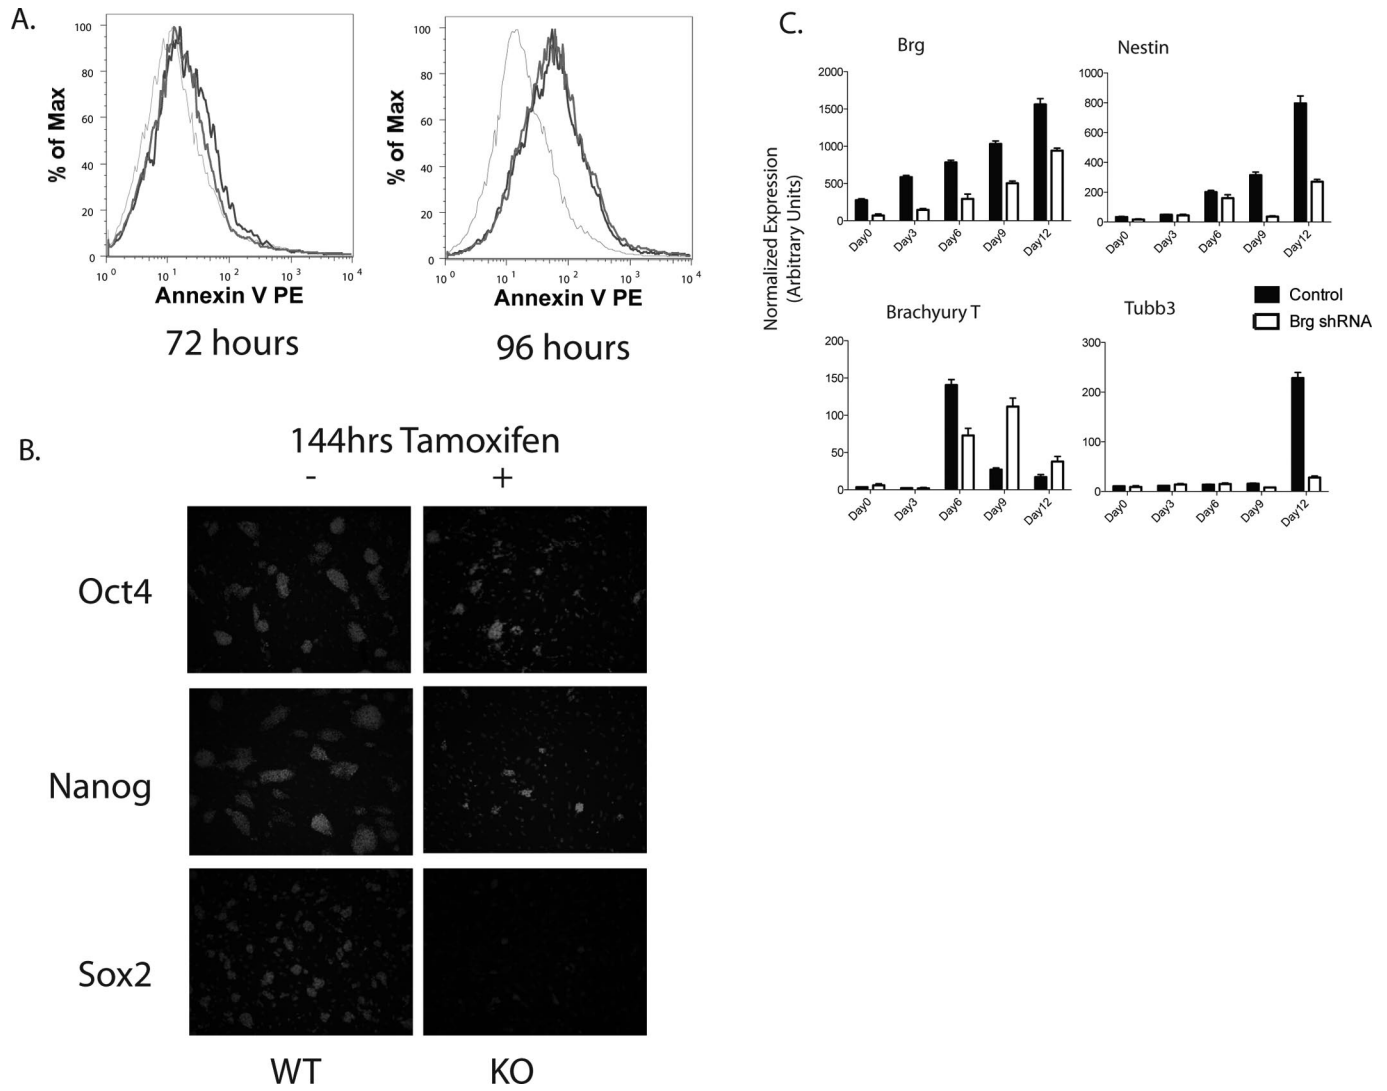 A.
% of Max
100
80
60
40
20
0
10 0
10 1
10 2
10 3
10 4
Annexin V PE
72 hours
% of Max
100
80
60
40
20
0
10 0
10 1
10 2
10 3
10 4
Annexin V PE
96 hours
B.
144hrs Tamoxifen
- +
Oct4
Nanog
Sox2
WT KO
C.
Normalized Expression
(Arbitrary Units)
Brg
2000
1500
1000
500
0
Day0 Day3 Day6 Day9 Day12
Nestin
1000
800
600
400
200
0
Day0 Day3 Day6 Day9 Day12
Control
Brg shRNA
Brachyury T
200
150
100
50
0
Day0 Day3 Day6 Day9 Day12
Tubb3
300
200
100
0
Day0 Day3 Day6 Day9 Day12